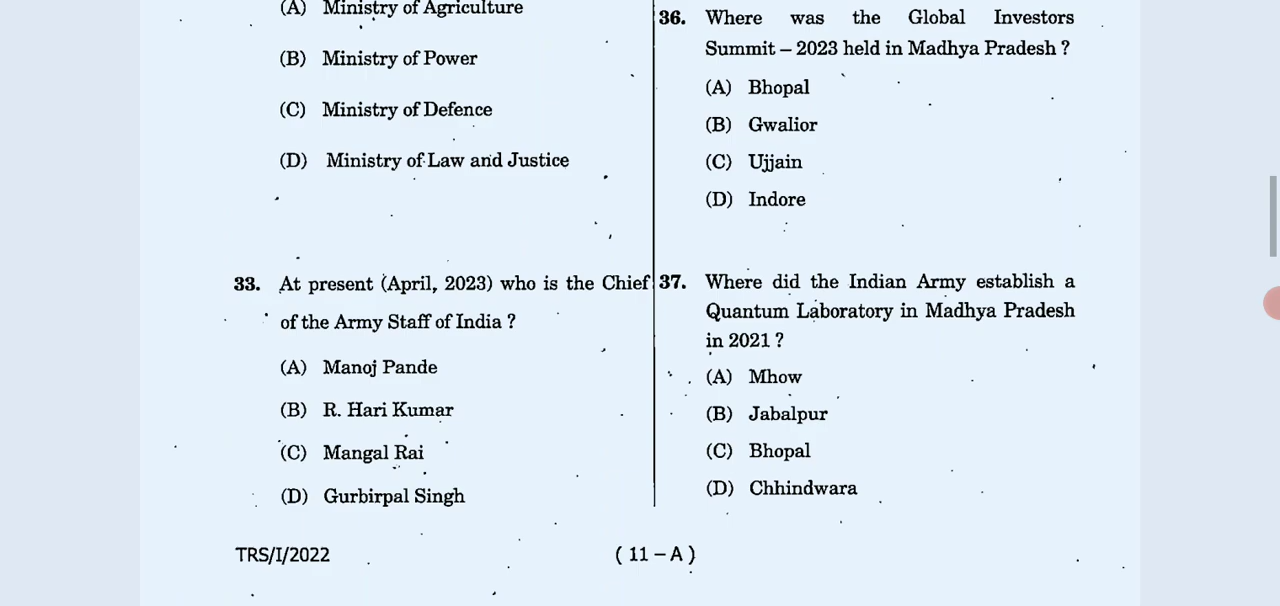 (A) Ministry of Agriculture
(B) Ministry of Power
(C) Ministry of Defence
(D) Ministry of Law and Justice
33. At present (April, 2023) who is the Chief
of the Army Staff of India ?
(A) Manoj Pande
(B) R. Hari Kumar
(C) Mangal Rai
(D) Gurbirpal Singh
36. Where was the Global Investors
Summit – 2023 held in Madhya Pradesh ?
(A) Bhopal
(B) Gwalior
(C) Ujjain
(D) Indore
37. Where did the Indian Army establish a
Quantum Laboratory in Madhya Pradesh
in 2021 ?
(A) Mhow
(B) Jabalpur
(C) Bhopal
(D) Chhindwara
TRS/I/2022
( 11 – A )